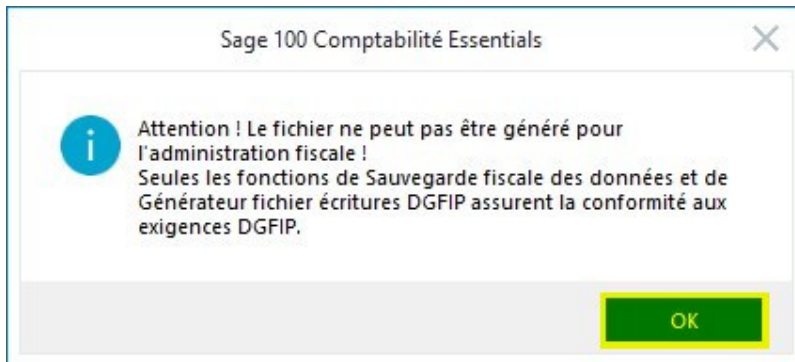 Sage 100 Comptabilité Essentials
Attention ! Le fichier ne peut pas être généré pour
l'administration fiscale !
Seules les fonctions de Sauvegarde fiscale des données et de
Générateur fichier écritures DGFIP assurent la conformité aux
exigences DGFIP.
OK